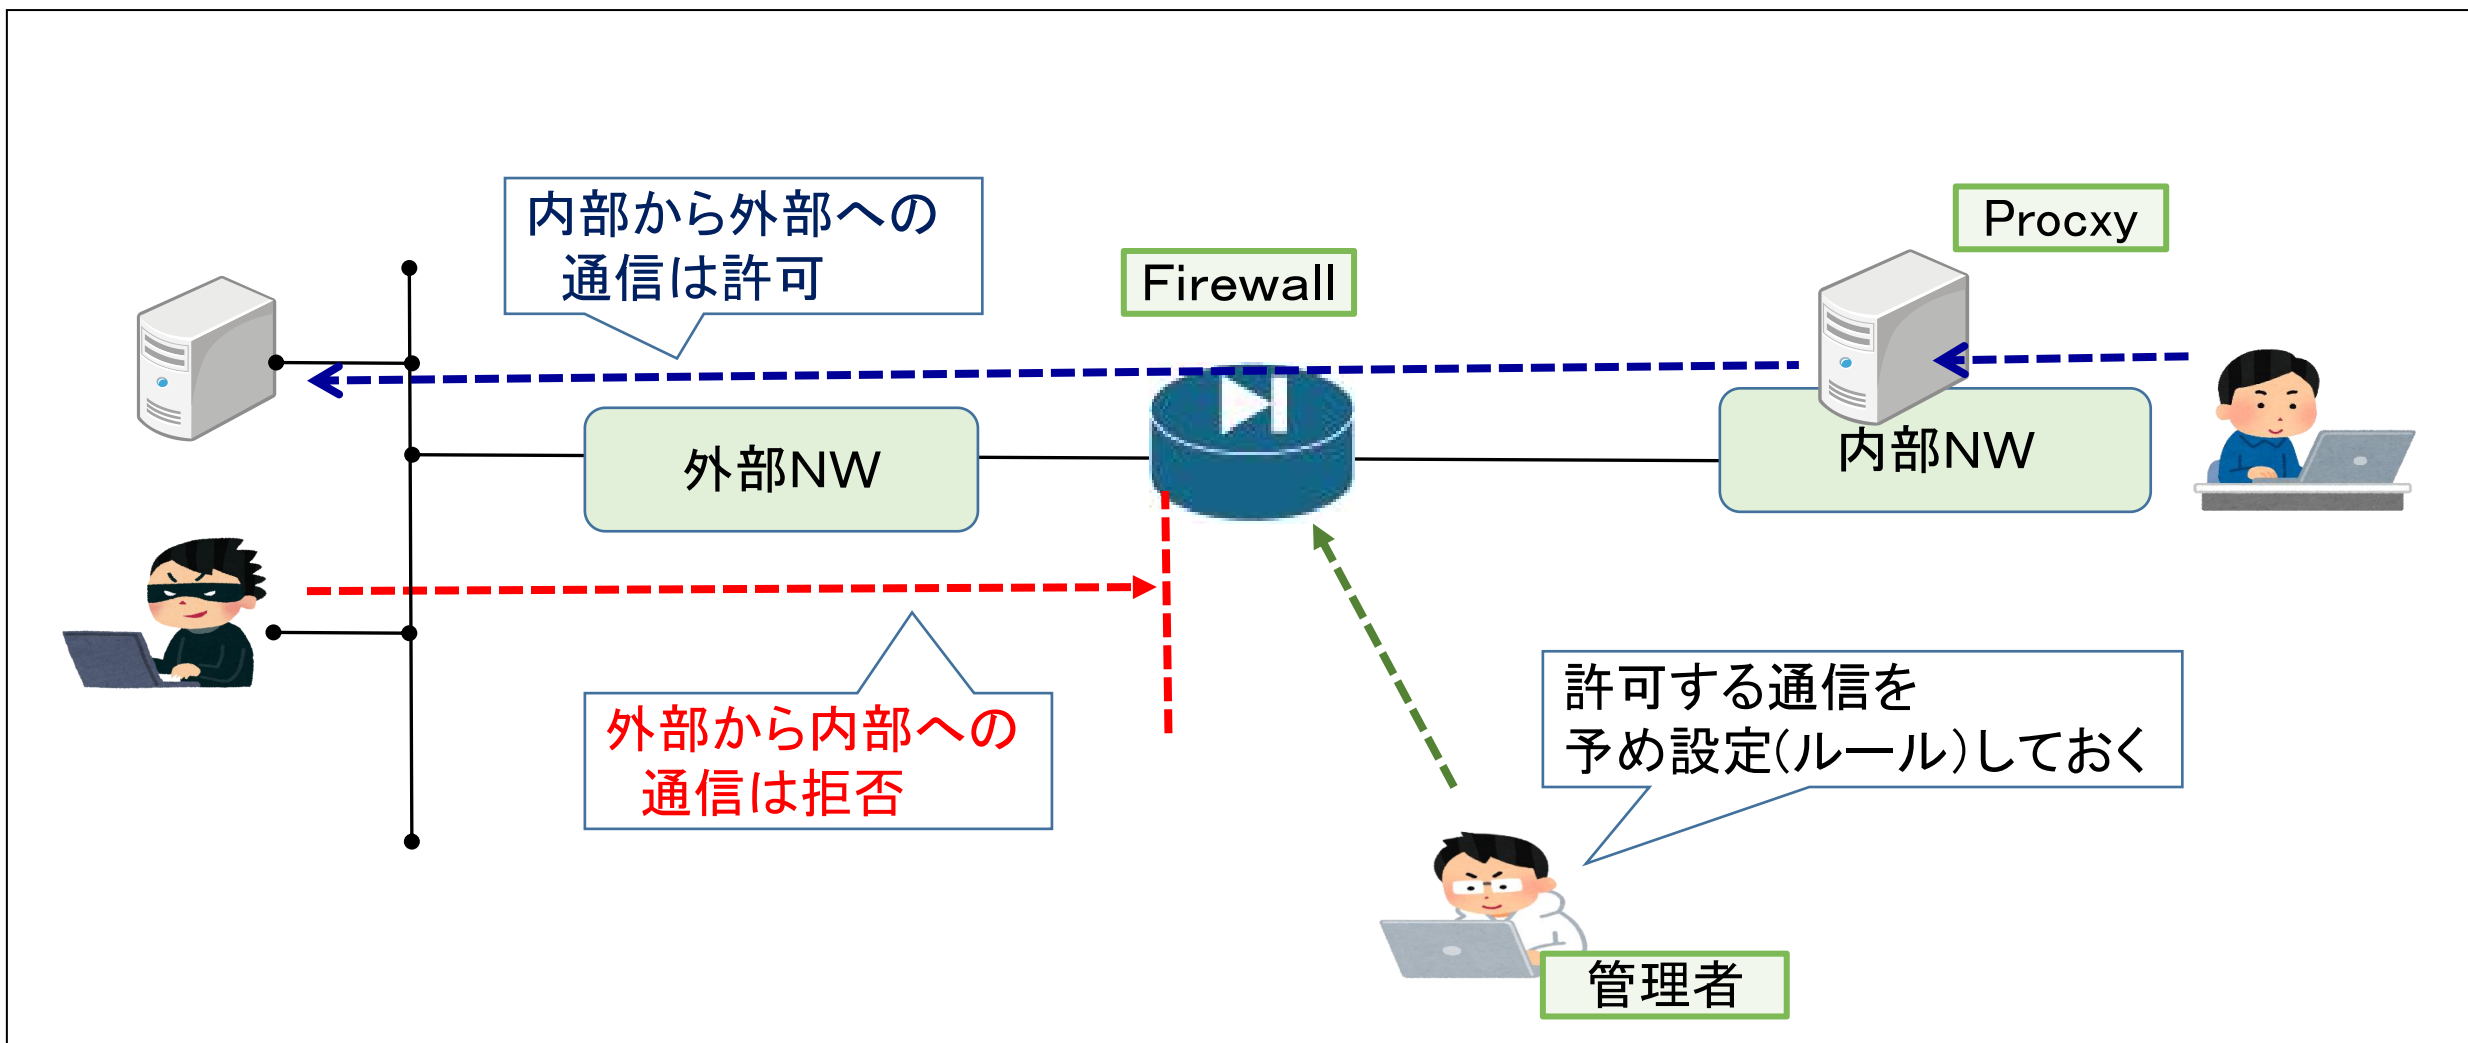 内部から外部への
通信は許可
Firewall
Procxy
外部NW
内部NW
外部から内部への
通信は拒否
許可する通信を
予め設定(ルール)しておく
管理者